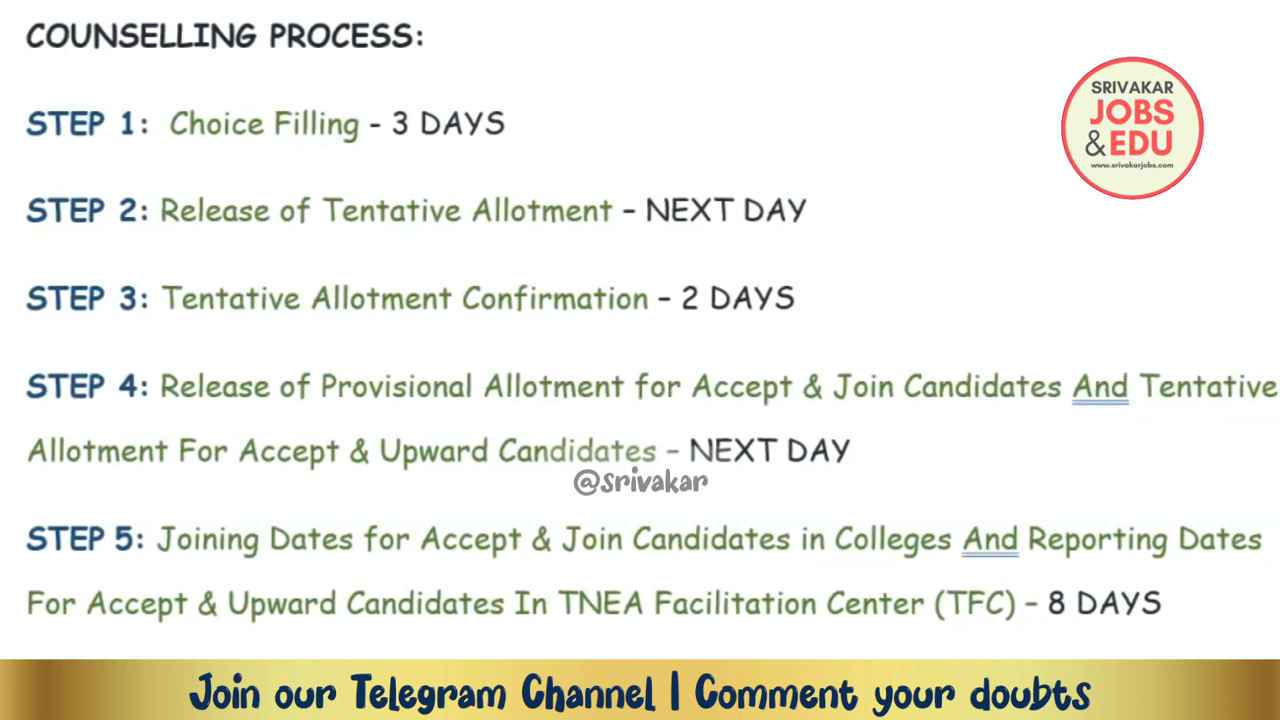 COUNSELLING PROCESS:
SRIVAKAR
JOBS
&EDU
www.srivakarjobs.com
STEP 1: Choice Filling - 3 DAYS
STEP 2: Release of Tentative Allotment – NEXT DAY
STEP 3: Tentative Allotment Confirmation – 2 DAYS
STEP 4: Release of Provisional Allotment for Accept & Join Candidates And Tentative
Allotment For Accept & Upward Candidates – NEXT DAY
@srivakar
STEP 5: Joining Dates for Accept & Join Candidates in Colleges And Reporting Dates
For Accept & Upward Candidates In TNEA Facilitation Center (TFC) – 8 DAYS
Join our Telegram Channel | Comment your doubts